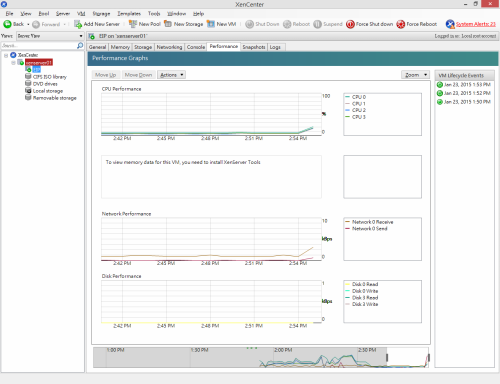 XenCenter
File View Pool Server VM Storage Templates Tools Window Help
Back Forward Add New Server New Pool New Storage New VM Shut Down Reboot Suspend Force Shut down Force Reboot System Alerts: 23
Views: Server View
EIP on 'xenserver01' Logged in as: Local root account
Search...
General Memory Storage Networking Console Performance Snapshots Logs
XenCenter
xenserver01
EIP
CIFS ISO library
DVD drives
Local storage
Removable storage
Performance Graphs
Move Up Move Down Actions Zoom
VM Lifecycle Events
Jan 23, 2015 1:53 PM
Jan 23, 2015 1:52 PM
Jan 23, 2015 1:50 PM
CPU Performance
100
%
0
CPU 0
CPU 1
CPU 2
CPU 3
2:42 PM 2:45 PM 2:48 PM 2:51 PM 2:54 PM
To view memory data for this VM, you need to install XenServer Tools
Network Performance
10
kBps
0
Network 0 Receive
Network 0 Send
2:42 PM 2:45 PM 2:48 PM 2:51 PM 2:54 PM
Disk Performance
1
kBps
0
Disk 0 Read
Disk 0 Write
Disk 3 Read
Disk 3 Write
2:42 PM 2:45 PM 2:48 PM 2:51 PM 2:54 PM
1:00 PM 1:30 PM 2:00 PM 2:30 PM